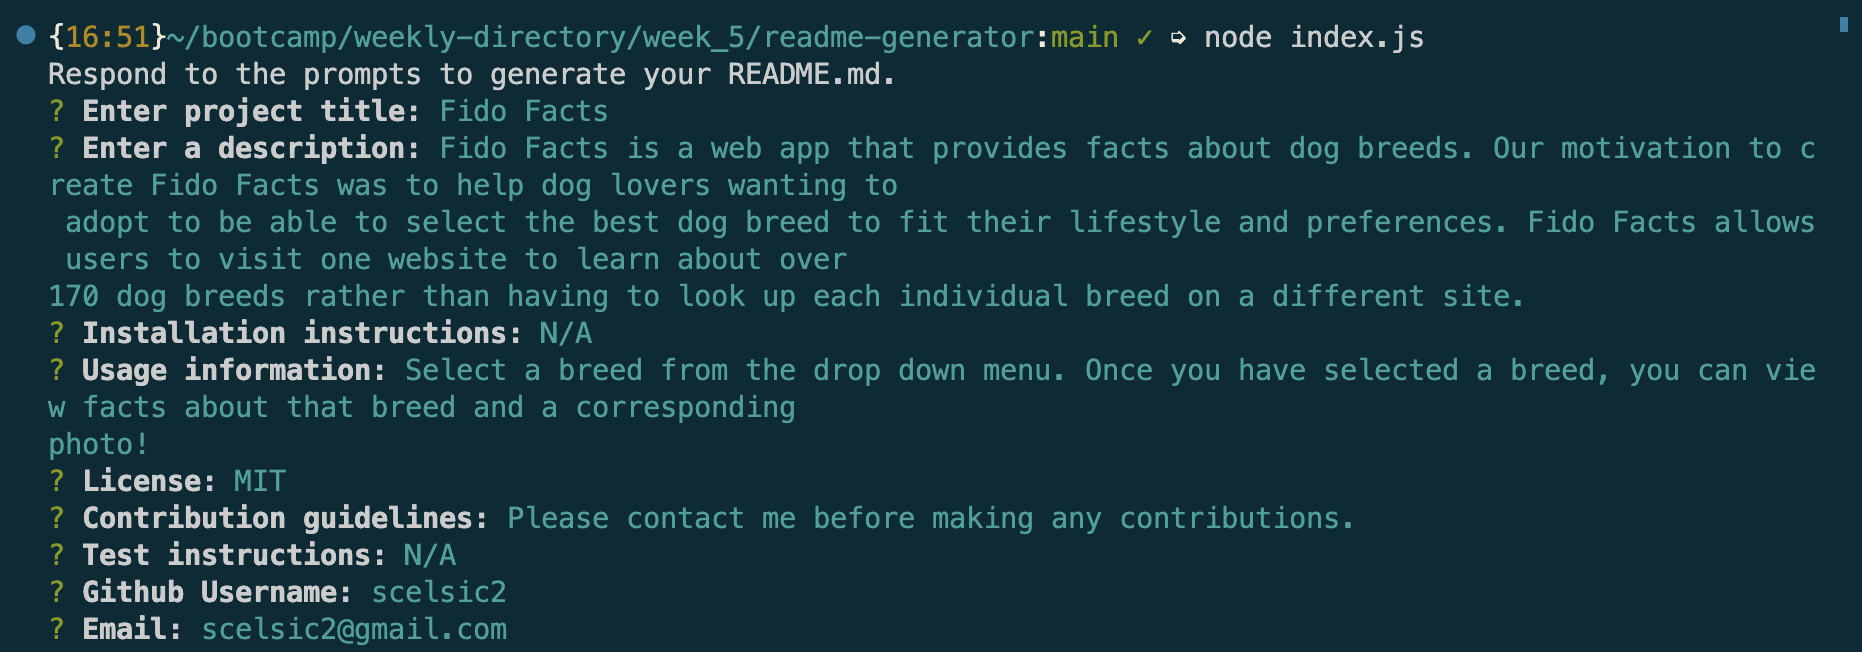 {16:51}~/bootcamp/weekly-directory/week_5/readme-generator:main ✓ ➩ node index.js
Respond to the prompts to generate your README.md.
? Enter project title: Fido Facts
? Enter a description: Fido Facts is a web app that provides facts about dog breeds. Our motivation to c
reate Fido Facts was to help dog lovers wanting to
 adopt to be able to select the best dog breed to fit their lifestyle and preferences. Fido Facts allows
 users to visit one website to learn about over
170 dog breeds rather than having to look up each individual breed on a different site.
? Installation instructions: N/A
? Usage information: Select a breed from the drop down menu. Once you have selected a breed, you can vie
w facts about that breed and a corresponding
photo!
? License: MIT
? Contribution guidelines: Please contact me before making any contributions.
? Test instructions: N/A
? Github Username: scelsic2
? Email: scelsic2@gmail.com